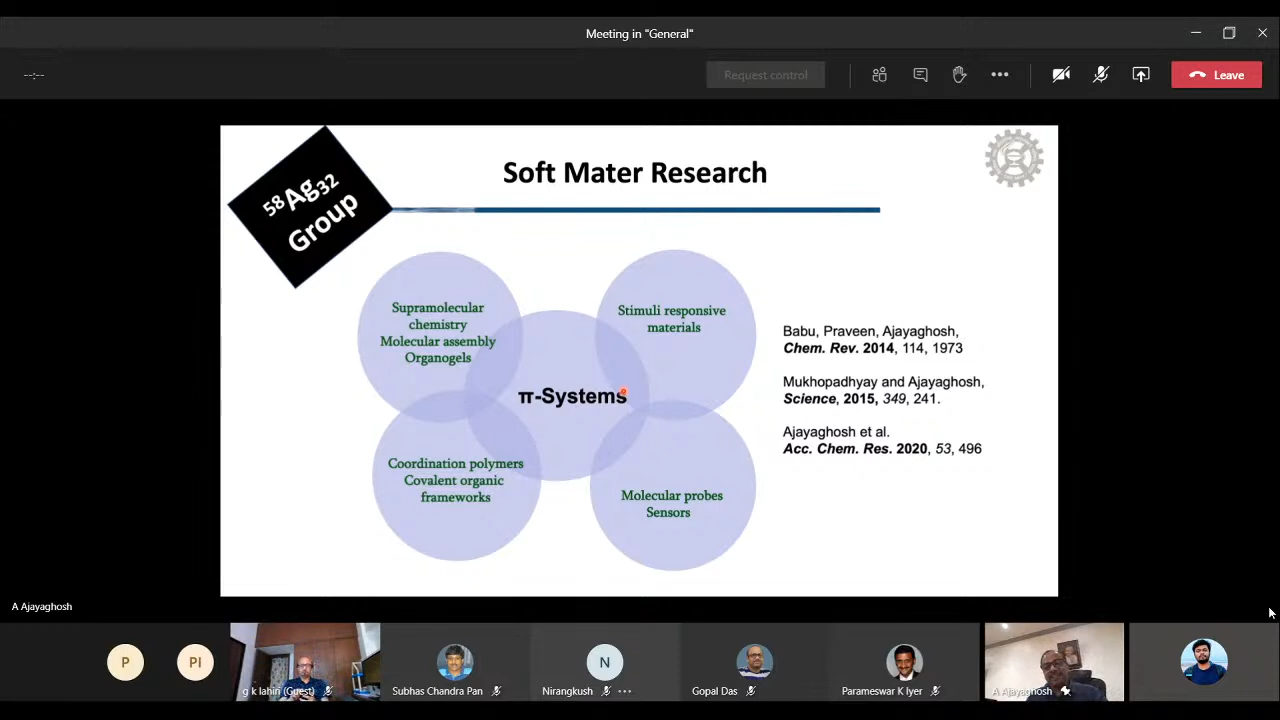 Meeting in "General"
--:--
Request control
Leave
58Ag32
Group
Soft Mater Research
Supramolecular
chemistry
Molecular assembly
Organogels
Stimuli responsive
materials
π-Systems
Coordination polymers
Covalent organic
frameworks
Molecular probes
Sensors
Babu, Praveen, Ajayaghosh,
Chem. Rev. 2014, 114, 1973
Mukhopadhyay and Ajayaghosh,
Science, 2015, 349, 241.
Ajayaghosh et al.
Acc. Chem. Res. 2020, 53, 496
A Ajayaghosh
P
PI
N
g k lahiri (Guest)
Subhas Chandra Pan
Nirangkush
Gopal Das
Parameswar K Iyer
A Ajayaghosh